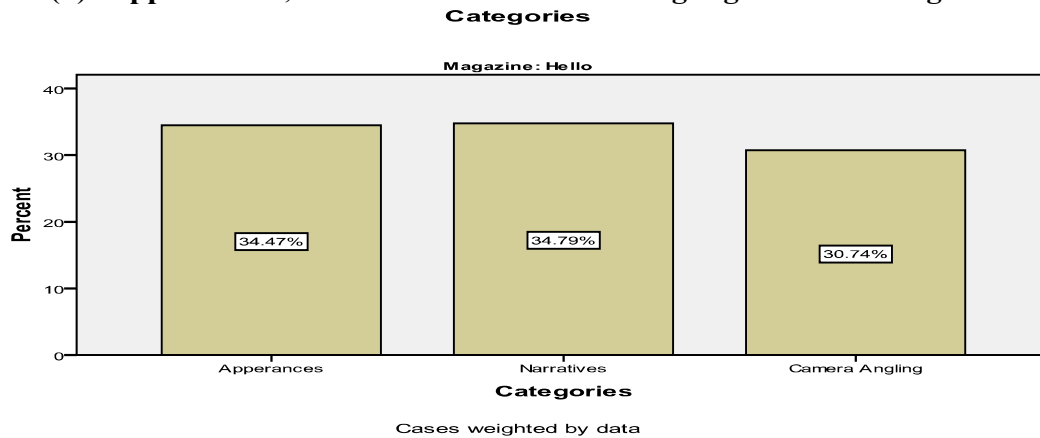 Categories
Magazine: Hello
40
30
20
10
0
Percent
34.47%
34.79%
30.74%
Apperances
Narratives
Camera Angling
Categories
Cases weighted by data